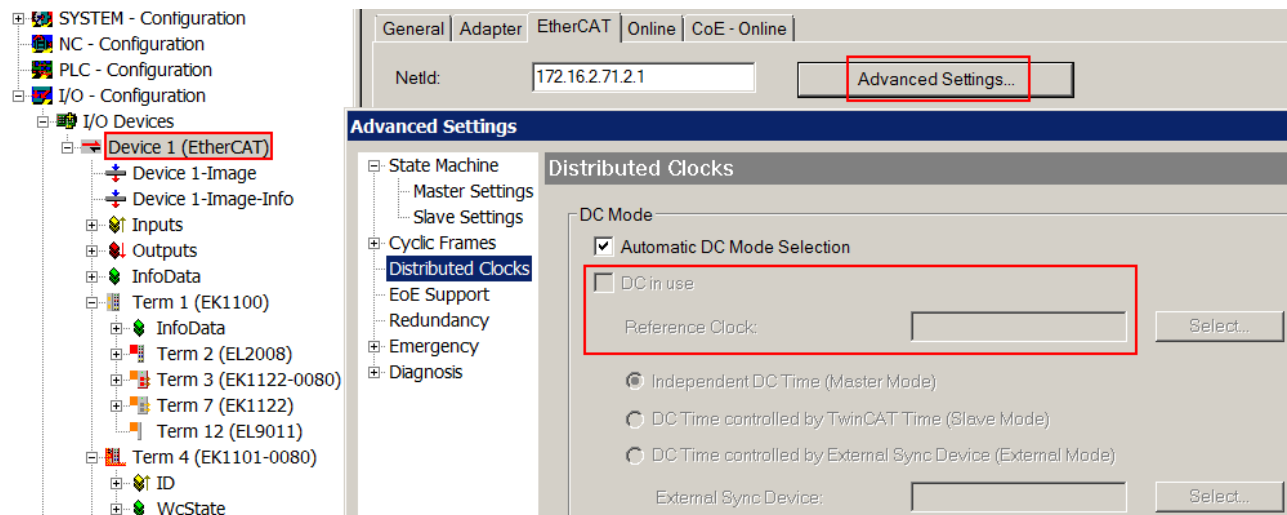 SYSTEM - Configuration
NC - Configuration
PLC - Configuration
I/O - Configuration
I/O Devices
Device 1 (EtherCAT)
Device 1-Image
Device 1-Image-Info
Inputs
Outputs
InfoData
Term 1 (EK1100)
InfoData
Term 2 (EL2008)
Term 3 (EK1122-0080)
Term 7 (EK1122)
Term 12 (EL9011)
Term 4 (EK1101-0080)
ID
WcState
General Adapter EtherCAT Online CoE - Online
NetId: 172.16.2.71.2.1 Advanced Settings...
Advanced Settings
State Machine
Master Settings
Slave Settings
Cyclic Frames
Distributed Clocks
EoE Support
Redundancy
Emergency
Diagnosis
Distributed Clocks
DC Mode
Automatic DC Mode Selection
DC in use
Reference Clock: Select...
Independent DC Time (Master Mode)
DC Time controlled by TwinCAT Time (Slave Mode)
DC Time controlled by External Sync Device (External Mode)
External Sync Device: Select...